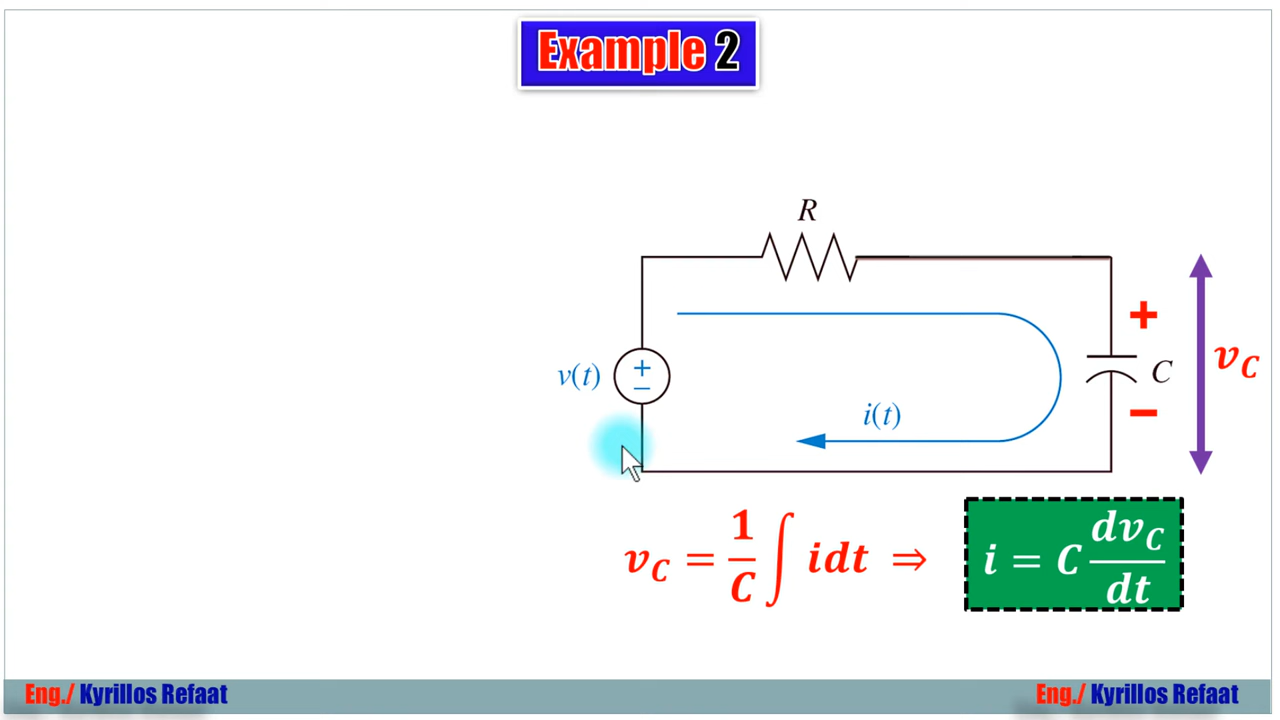 Example 2
R
+
v(t)
+
−
C
v_C
i(t)
−
v_C = 1/C ∫ idt ⇒
i = C dv_C/dt
Eng./ Kyrillos Refaat
Eng./ Kyrillos Refaat